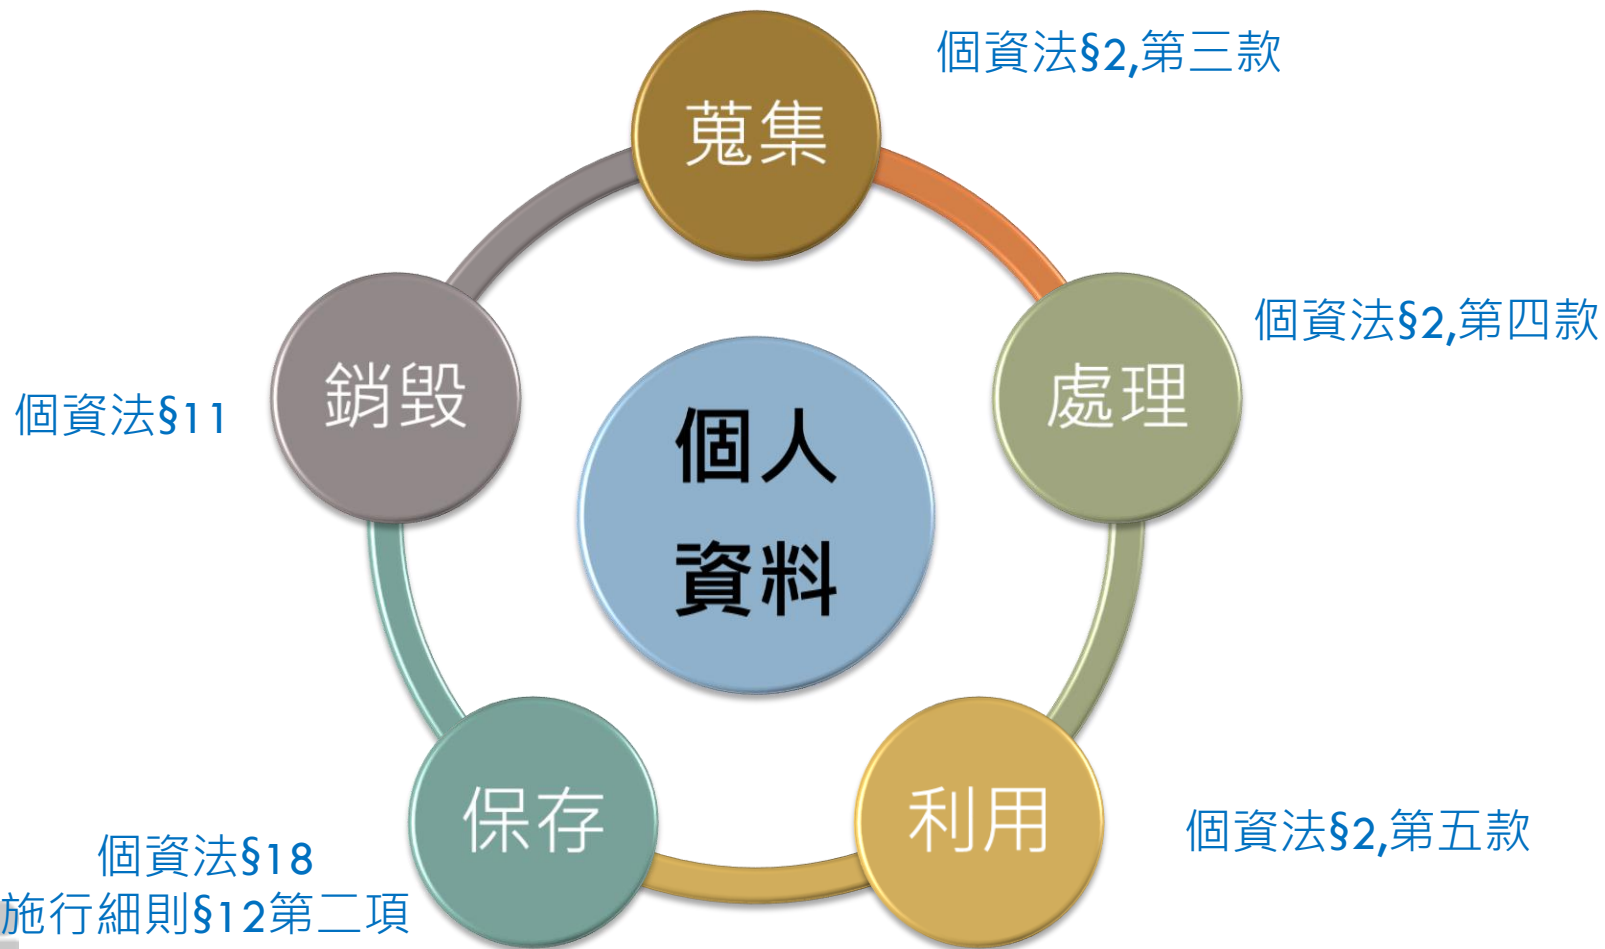 個資法§2,第三款
蒐集
個資法§2,第四款
處理
銷毀
個資法§11
個人
資料
保存
利用
個資法§2,第五款
個資法§18
施行細則§12第二項